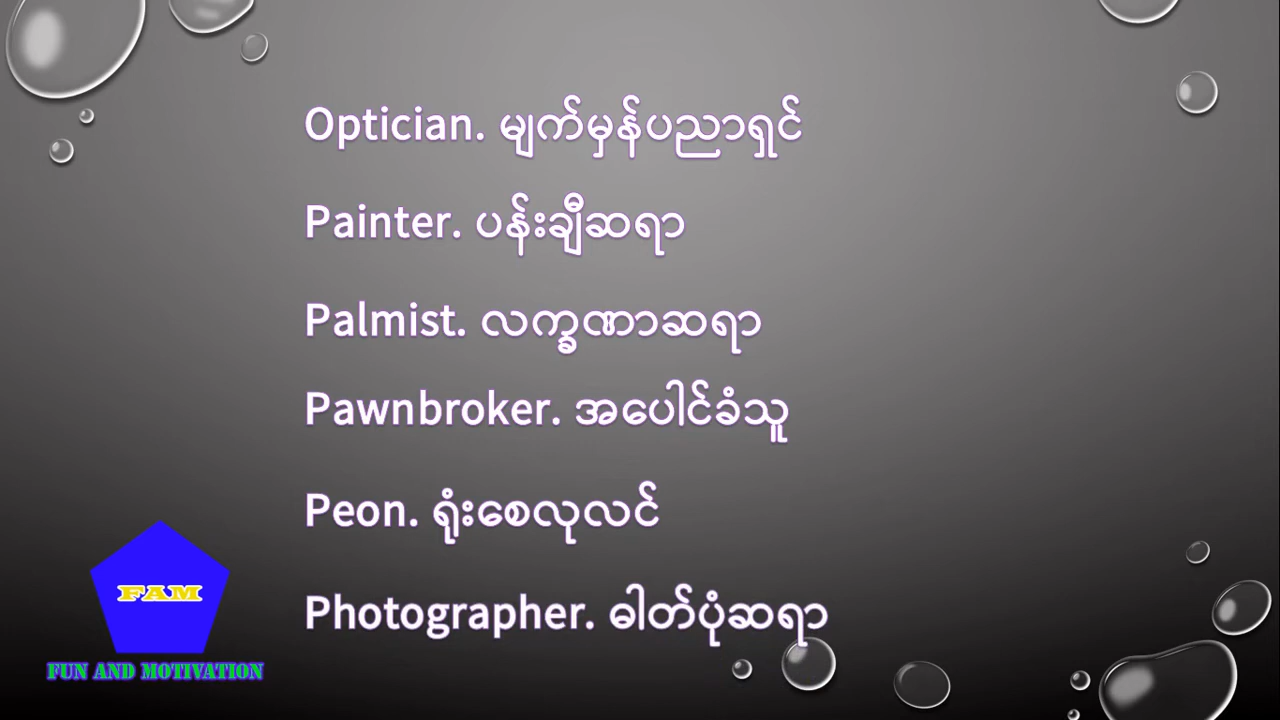 Optician. မျက်မှန်ပညာရှင်
Painter. ပန်းချီဆရာ
Palmist. လက္ခဏာဆရာ
Pawnbroker. အပေါင်ခံသူ
Peon. ရုံးစေလုလင်
Photographer. ဓါတ်ပုံဆရာ
FAM
FUN AND MOTIVATION